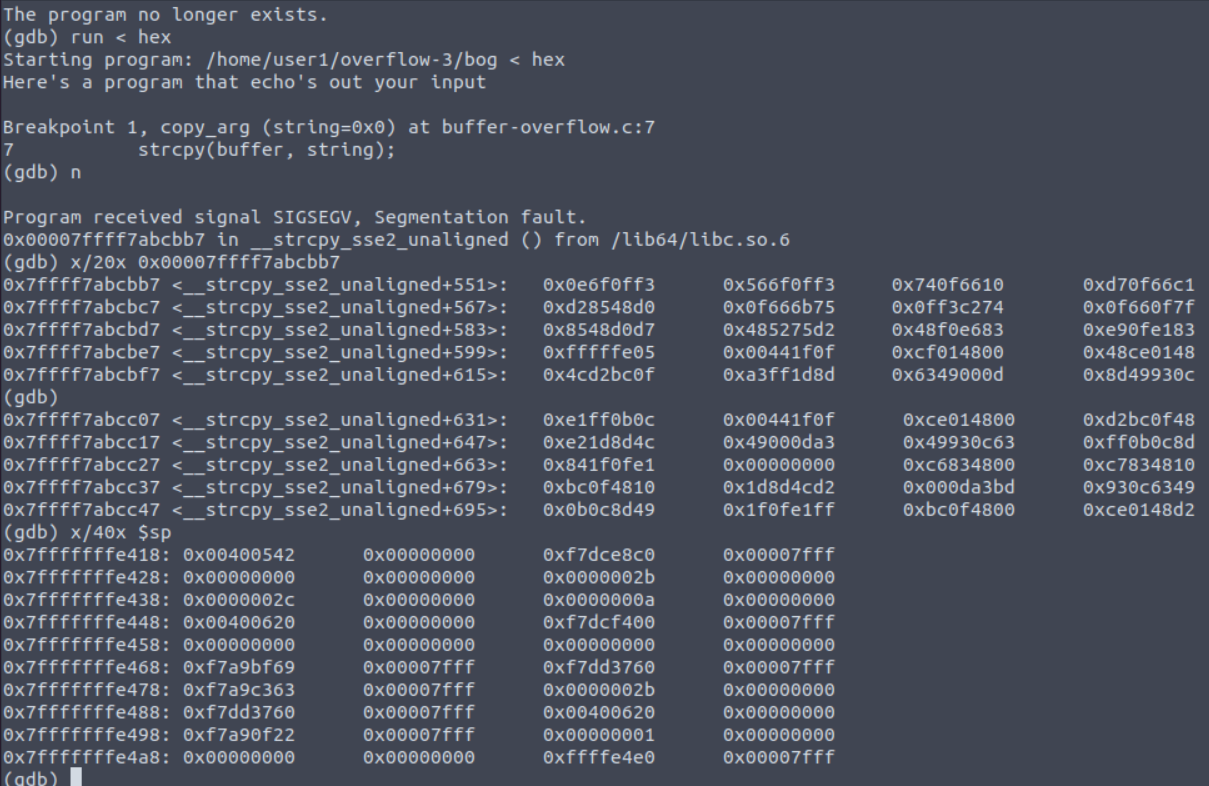 The program no longer exists.
(gdb) run < hex
Starting program: /home/user1/overflow-3/bog < hex
Here's a program that echo's out your input
Breakpoint 1, copy_arg (string=0x0) at buffer-overflow.c:7
7 strcpy(buffer, string);
(gdb) n
Program received signal SIGSEGV, Segmentation fault.
0x00007ffff7abcbb7 in __strcpy_sse2_unaligned () from /lib64/libc.so.6
(gdb) x/20x 0x00007ffff7abcbb7
0x7ffff7abcbb7 <__strcpy_sse2_unaligned+551>: 0x0e6f0ff3 0x566f0ff3 0x740f6610 0xd70f66c1
0x7ffff7abcbc7 <__strcpy_sse2_unaligned+567>: 0xd28548d0 0x0f666b75 0x0ff3c274 0x0f660f7f
0x7ffff7abcbd7 <__strcpy_sse2_unaligned+583>: 0x8548d0d7 0x485275d2 0x48f0e683 0xe90fe183
0x7ffff7abcbe7 <__strcpy_sse2_unaligned+599>: 0xfffffe05 0x00441f0f 0xcf014800 0x48ce0148
0x7ffff7abcbf7 <__strcpy_sse2_unaligned+615>: 0x4cd2bc0f 0xa3ff1d8d 0x6349000d 0x8d49930c
(gdb)
0x7ffff7abcc07 <__strcpy_sse2_unaligned+631>: 0xe1ff0b0c 0x00441f0f 0xce014800 0xd2bc0f48
0x7ffff7abcc17 <__strcpy_sse2_unaligned+647>: 0xe21d8d4c 0x49000da3 0x49930c63 0xff0b0c8d
0x7ffff7abcc27 <__strcpy_sse2_unaligned+663>: 0x841f0fe1 0x00000000 0xc6834800 0xc7834810
0x7ffff7abcc37 <__strcpy_sse2_unaligned+679>: 0xbc0f4810 0x1d8d4cd2 0x000da3bd 0x930c6349
0x7ffff7abcc47 <__strcpy_sse2_unaligned+695>: 0x0b0c8d49 0x1f0fe1ff 0xbc0f4800 0xce0148d2
(gdb) x/40x $sp
0x7fffffffe418: 0x00400542 0x00000000 0xf7dce8c0 0x00007fff
0x7fffffffe428: 0x00000000 0x00000000 0x0000002b 0x00000000
0x7fffffffe438: 0x0000002c 0x00000000 0x0000000a 0x00000000
0x7fffffffe448: 0x00400620 0x00000000 0xf7dcf400 0x00007fff
0x7fffffffe458: 0x00000000 0x00000000 0x00000000 0x00000000
0x7fffffffe468: 0xf7a9bf69 0x00007fff 0xf7dd3760 0x00007fff
0x7fffffffe478: 0xf7a9c363 0x00007fff 0x0000002b 0x00000000
0x7fffffffe488: 0xf7dd3760 0x00007fff 0x00400620 0x00000000
0x7fffffffe498: 0xf7a90f22 0x00007fff 0x00000001 0x00000000
0x7fffffffe4a8: 0x00000000 0x00000000 0xffffe4e0 0x00007fff
(gdb)